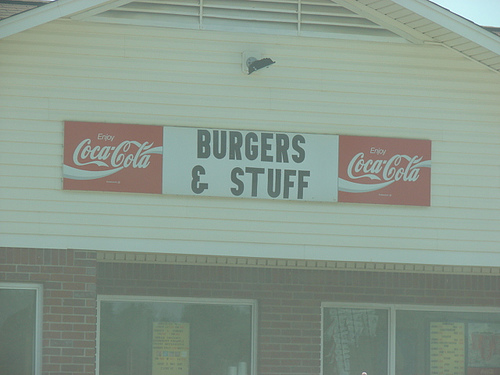 Enjoy
Coca-Cola
BURGERS
& STUFF
Enjoy
Coca-Cola